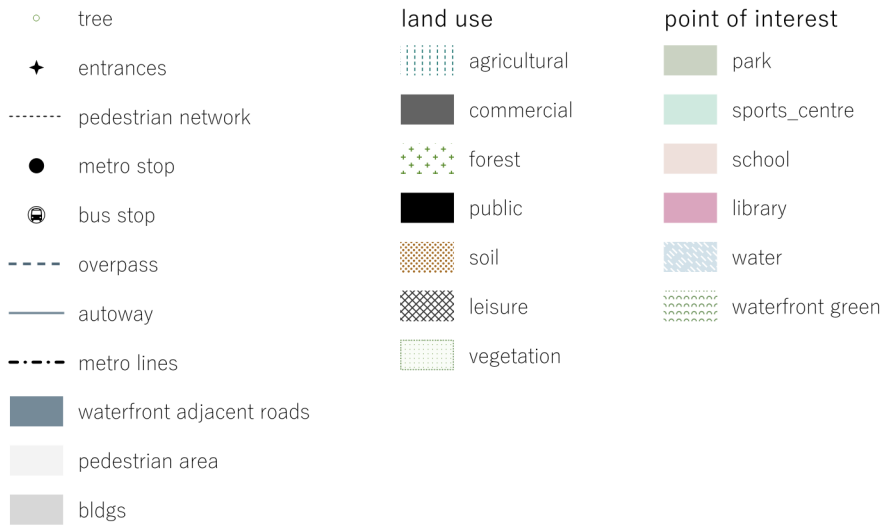 tree
entrances
pedestrian network
metro stop
bus stop
overpass
autoway
metro lines
waterfront adjacent roads
pedestrian area
bldgs
land use
agricultural
commercial
forest
public
soil
leisure
vegetation
point of interest
park
sports_centre
school
library
water
waterfront green